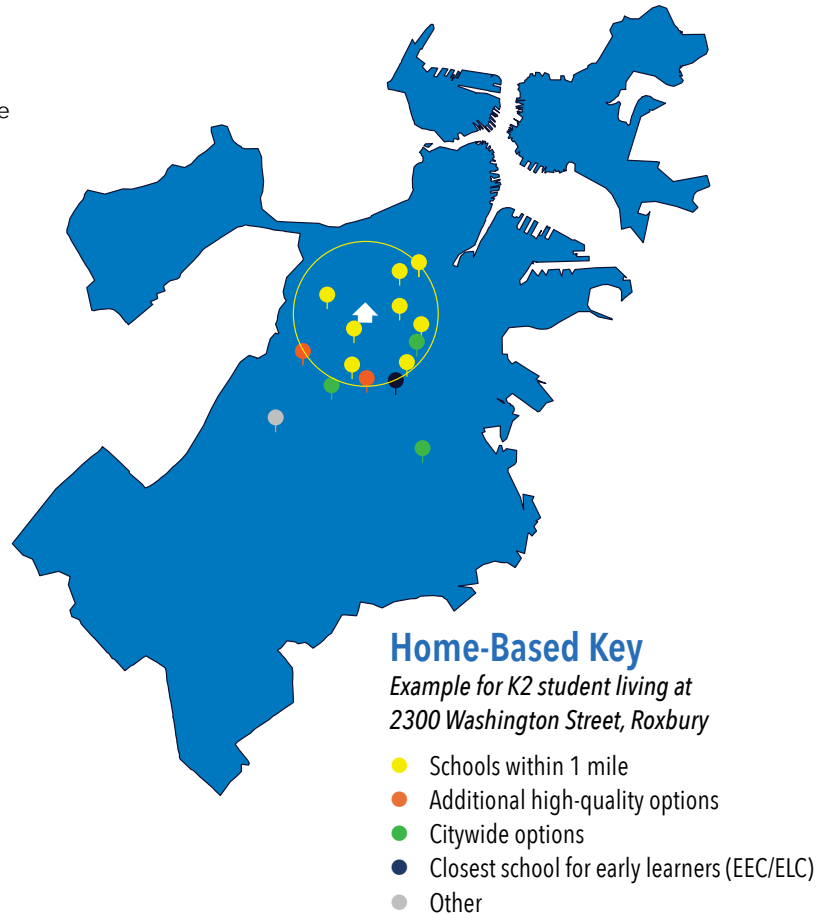 e
Home-Based Key
Example for K2 student living at
2300 Washington Street, Roxbury
Schools within 1 mile
Additional high-quality options
Citywide options
Closest school for early learners (EEC/ELC)
Other